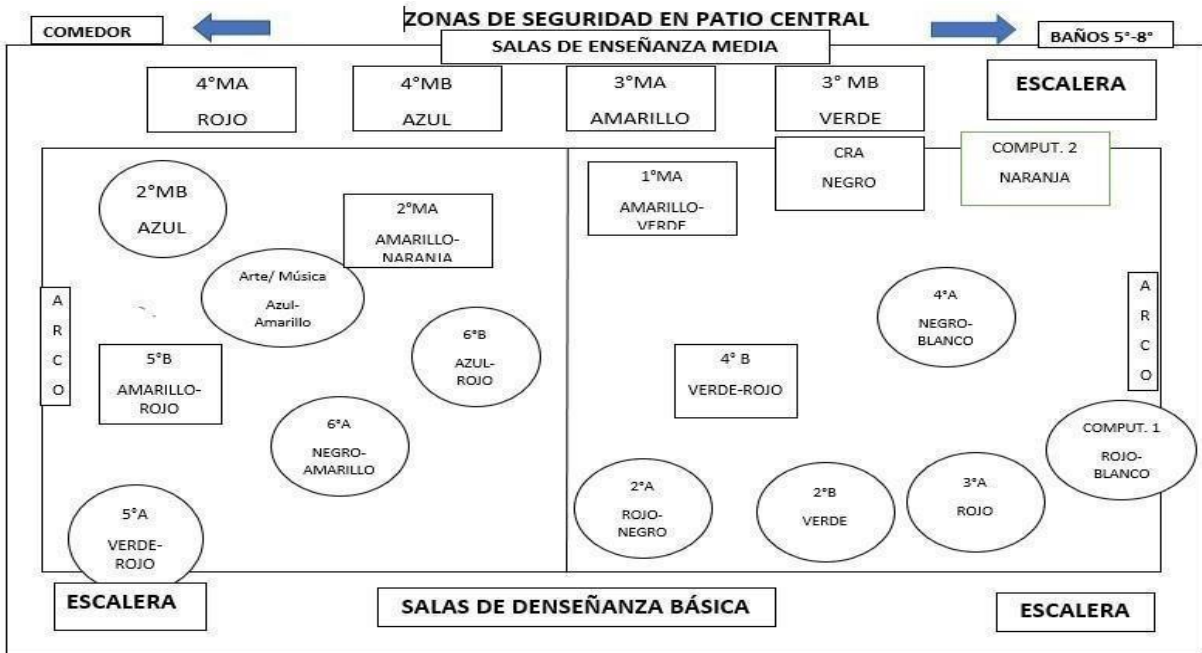 ZONAS DE SEGURIDAD EN PATIO CENTRAL
COMEDOR
BAÑOS 5°-8°
SALAS DE ENSEÑANZA MEDIA
4°MA
ROJO
4°MB
AZUL
3°MA
AMARILLO
3° MB
VERDE
ESCALERA
CRA
NEGRO
COMPUT. 2
NARANJA
2°MB
AZUL
2°MA
AMARILLO-
NARANJA
1°MA
AMARILLO-
VERDE
Arte/ Música
Azul-
Amarillo
4°A
NEGRO-
BLANCO
A
R
C
O
A
R
C
O
5°B
AMARILLO-
ROJO
6°B
AZUL-
ROJO
4° B
VERDE-ROJO
6°A
NEGRO-
AMARILLO
COMPUT. 1
ROJO-
BLANCO
5°A
VERDE-
ROJO
2°A
ROJO-
NEGRO
2°B
VERDE
3°A
ROJO
ESCALERA
SALAS DE DENSEÑANZA BÁSICA
ESCALERA